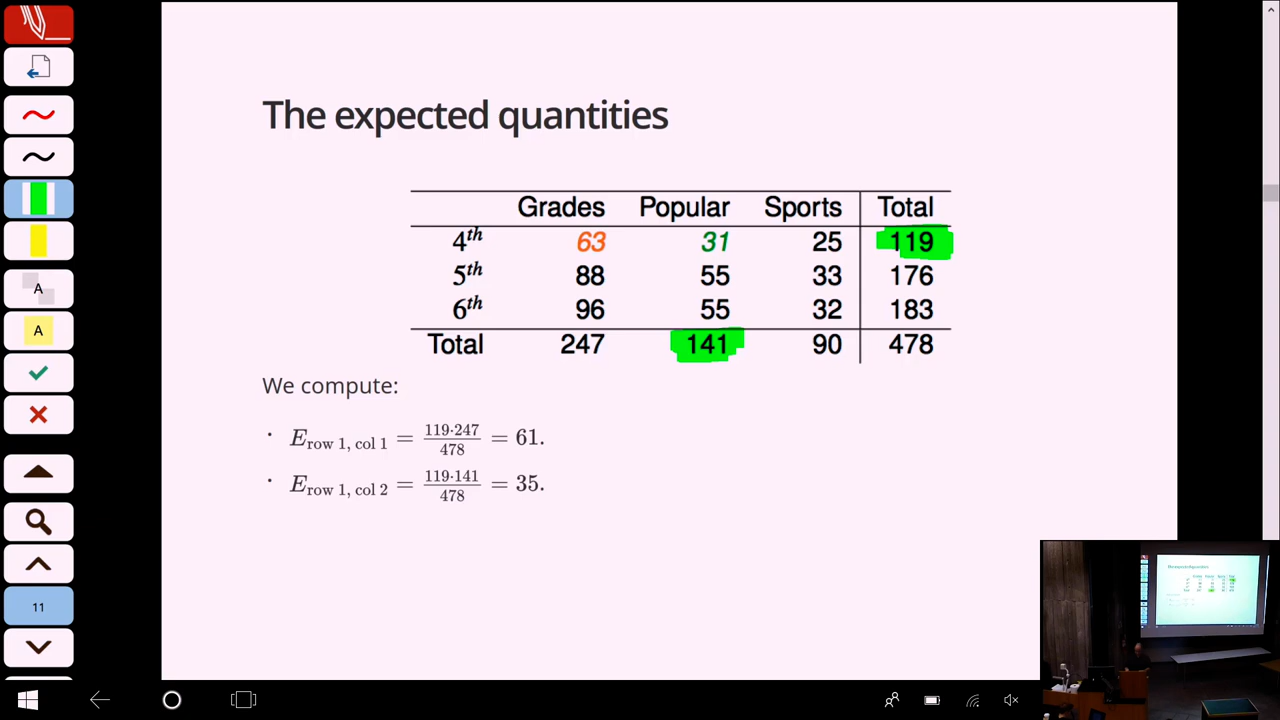 The expected quantities
Grades Popular Sports Total
4th 63 31 25 119
5th 88 55 33 176
6th 96 55 32 183
Total 247 141 90 478
We compute:
· E row 1, col 1 = 119·247 / 478 = 61.
· E row 1, col 2 = 119·141 / 478 = 35.
A
A
11